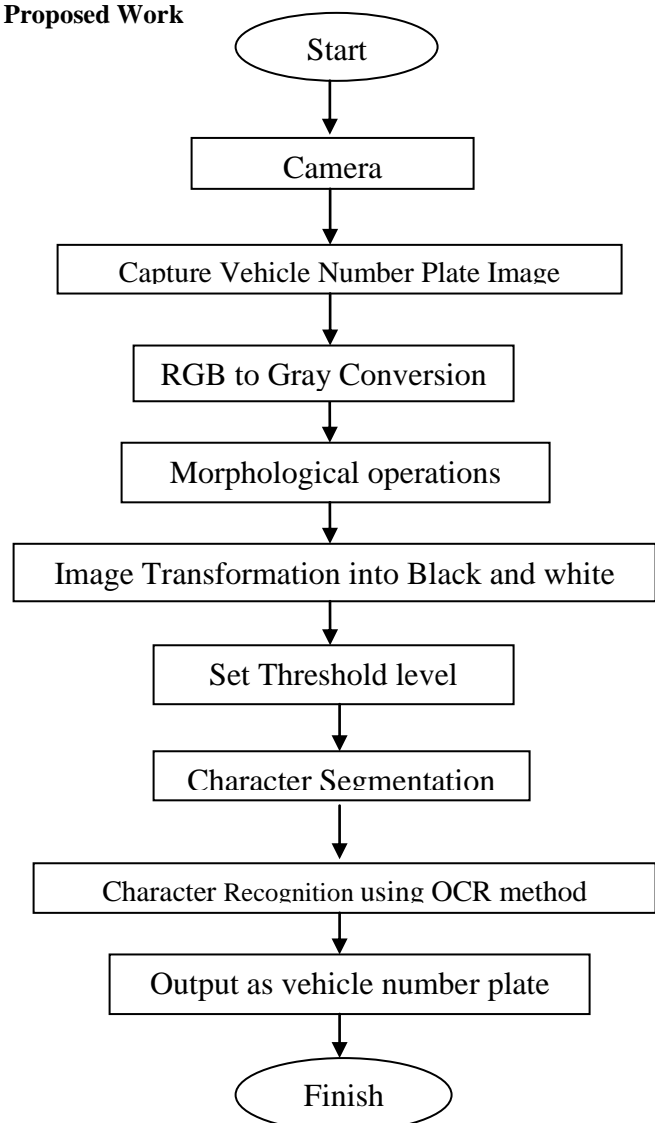 Proposed Work
Start
Camera
Capture Vehicle Number Plate Image
RGB to Gray Conversion
Morphological operations
Image Transformation into Black and white
Set Threshold level
Character Segmentation
Character Recognition using OCR method
Output as vehicle number plate
Finish